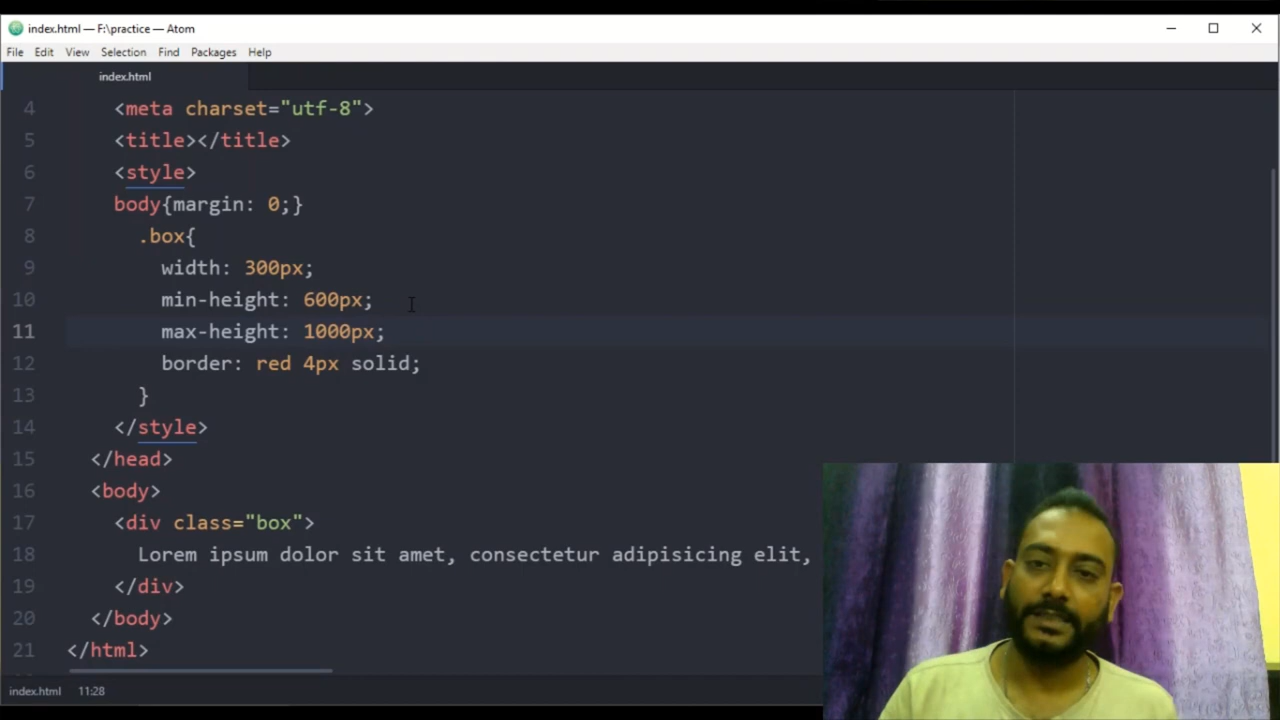 index.html — F:\practice — Atom
File Edit View Selection Find Packages Help
index.html
4 <meta charset="utf-8">
5 <title></title>
6 <style>
7 body{margin: 0;}
8 .box{
9 width: 300px;
10 min-height: 600px;
11 max-height: 1000px;
12 border: red 4px solid;
13 }
14 </style>
15 </head>
16 <body>
17 <div class="box">
18 Lorem ipsum dolor sit amet, consectetur adipisicing elit,
19 </div>
20 </body>
21 </html>
index.html 11:28